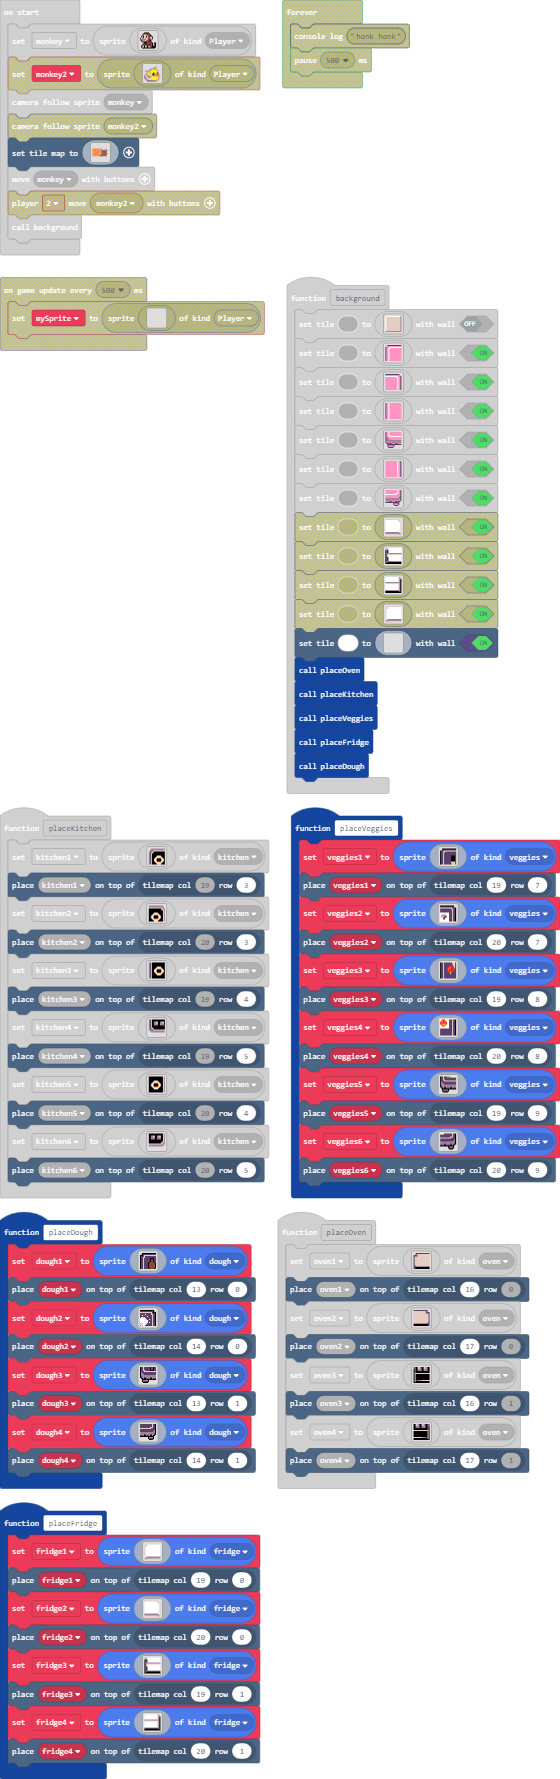 on start
set monkey to sprite of kind Player
set monkey2 to sprite of kind Player
camera follow sprite monkey
camera follow sprite monkey2
set tile map to
move monkey with buttons
player 2 move monkey2 with buttons
call background
forever
console log "honk honk"
pause 500 ms
on game update every 500 ms
set mySprite to sprite of kind Player
function background
set tile to with wall OFF
set tile to with wall ON
set tile to with wall ON
set tile to with wall ON
set tile to with wall ON
set tile to with wall ON
set tile to with wall ON
set tile to with wall ON
set tile to with wall ON
set tile to with wall ON
set tile to with wall ON
set tile to with wall ON
call placeOven
call placeKitchen
call placeVeggies
call placeFridge
call placeDough
function placeKitchen
set kitchen1 to sprite of kind kitchen
place kitchen1 on top of tilemap col 19 row 3
set kitchen2 to sprite of kind kitchen
place kitchen2 on top of tilemap col 20 row 3
set kitchen3 to sprite of kind kitchen
place kitchen3 on top of tilemap col 19 row 4
set kitchen4 to sprite of kind kitchen
place kitchen4 on top of tilemap col 19 row 5
set kitchen5 to sprite of kind kitchen
place kitchen5 on top of tilemap col 20 row 4
set kitchen6 to sprite of kind kitchen
place kitchen6 on top of tilemap col 20 row 5
function placeVeggies
set veggies1 to sprite of kind veggies
place veggies1 on top of tilemap col 19 row 7
set veggies2 to sprite of kind veggies
place veggies2 on top of tilemap col 20 row 7
set veggies3 to sprite of kind veggies
place veggies3 on top of tilemap col 19 row 8
set veggies4 to sprite of kind veggies
place veggies4 on top of tilemap col 20 row 8
set veggies5 to sprite of kind veggies
place veggies5 on top of tilemap col 19 row 9
set veggies6 to sprite of kind veggies
place veggies6 on top of tilemap col 20 row 9
function placeDough
set dough1 to sprite of kind dough
place dough1 on top of tilemap col 13 row 0
set dough2 to sprite of kind dough
place dough2 on top of tilemap col 14 row 0
set dough3 to sprite of kind dough
place dough3 on top of tilemap col 13 row 1
set dough4 to sprite of kind dough
place dough4 on top of tilemap col 14 row 1
function placeOven
set oven1 to sprite of kind oven
place oven1 on top of tilemap col 16 row 0
set oven2 to sprite of kind oven
place oven2 on top of tilemap col 17 row 0
set oven3 to sprite of kind oven
place oven3 on top of tilemap col 16 row 1
set oven4 to sprite of kind oven
place oven4 on top of tilemap col 17 row 1
function placeFridge
set fridge1 to sprite of kind fridge
place fridge1 on top of tilemap col 19 row 0
set fridge2 to sprite of kind fridge
place fridge2 on top of tilemap col 20 row 0
set fridge3 to sprite of kind fridge
place fridge3 on top of tilemap col 19 row 1
set fridge4 to sprite of kind fridge
place fridge4 on top of tilemap col 20 row 1